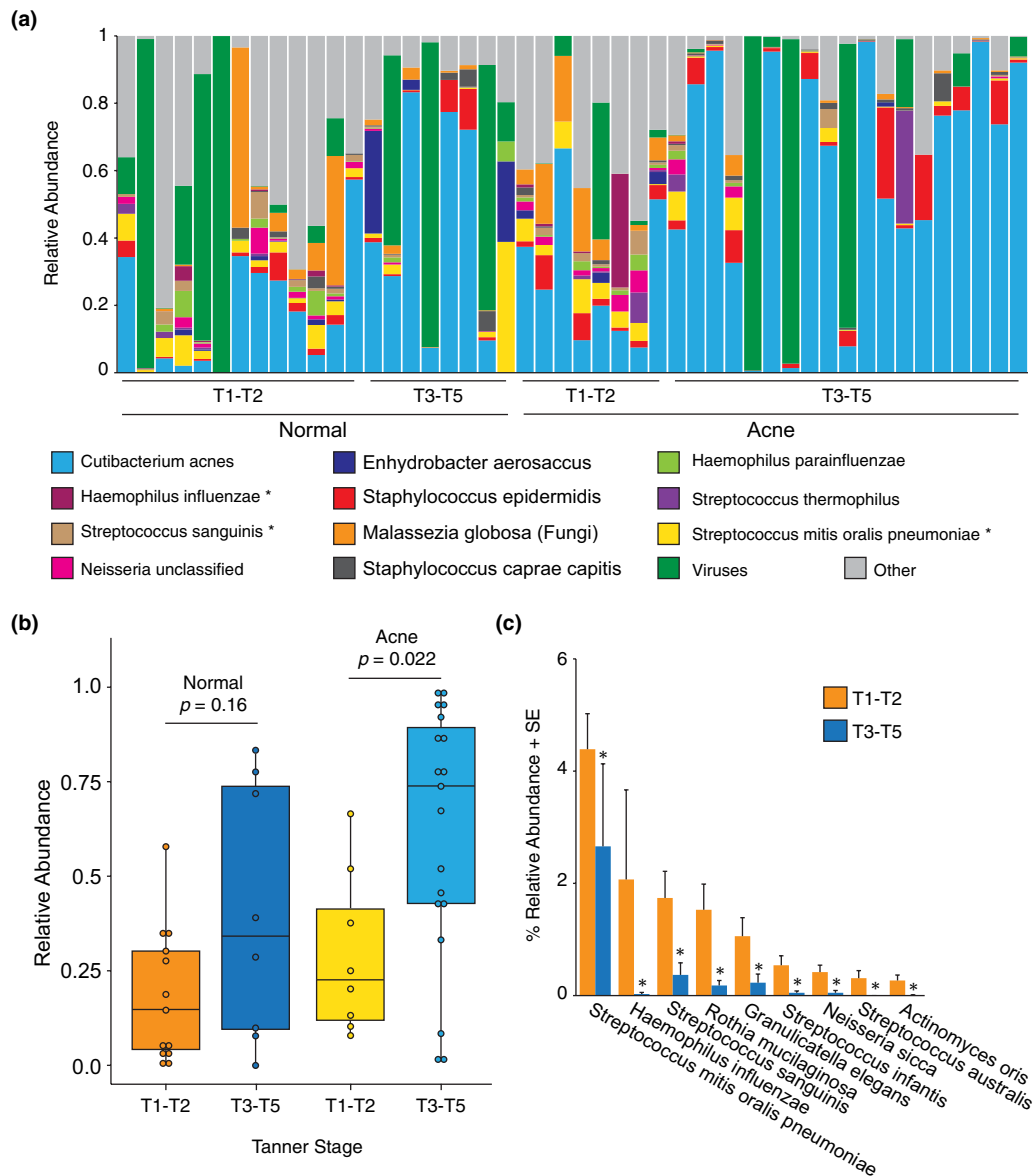 (a)
1
0.8
0.6
0.4
0.2
0
Relative Abundance
T1-T2
T3-T5
T1-T2
T3-T5
Normal
Acne
Cutibacterium acnes
Enhydrobacter aerosaccus
Haemophilus parainfluenzae
Haemophilus influenzae *
Staphylococcus epidermidis
Streptococcus thermophilus
Streptococcus sanguinis *
Malassezia globosa (Fungi)
Streptococcus mitis oralis pneumoniae *
Neisseria unclassified
Staphylococcus caprae capitis
Viruses
Other
(b)
Acne
p = 0.022
Normal
p = 0.16
1.0
0.75
0.5
0.25
0.0
Relative Abundance
T1-T2
T3-T5
T1-T2
T3-T5
Tanner Stage
(c)
6
4
2
0
% Relative Abundance + SE
T1-T2
T3-T5
* * * * * * * * *
Streptococcus mitis oralis pneumoniae
Haemophilus influenzae
Streptococcus sanguinis
Rothia mucilaginosa
Granulicatella elegans
Streptococcus infantis
Neisseria sicca
Streptococcus australis
Actinomyces oris